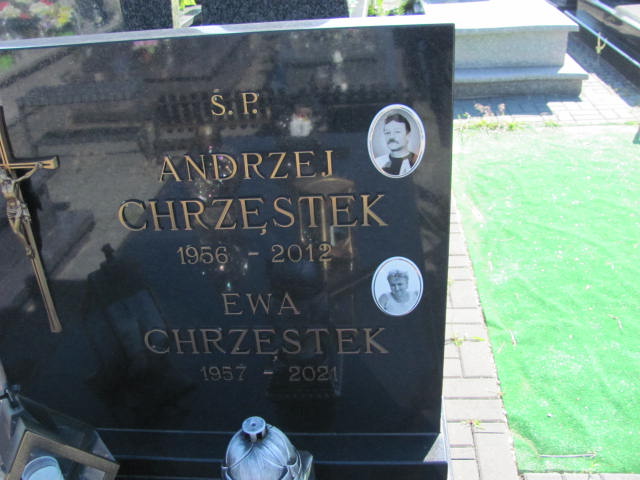 Ś.P.
ANDRZEJ
CHRZĘSTEK
1956 - 2012
EWA
CHRZĘSTEK
1957 - 2021